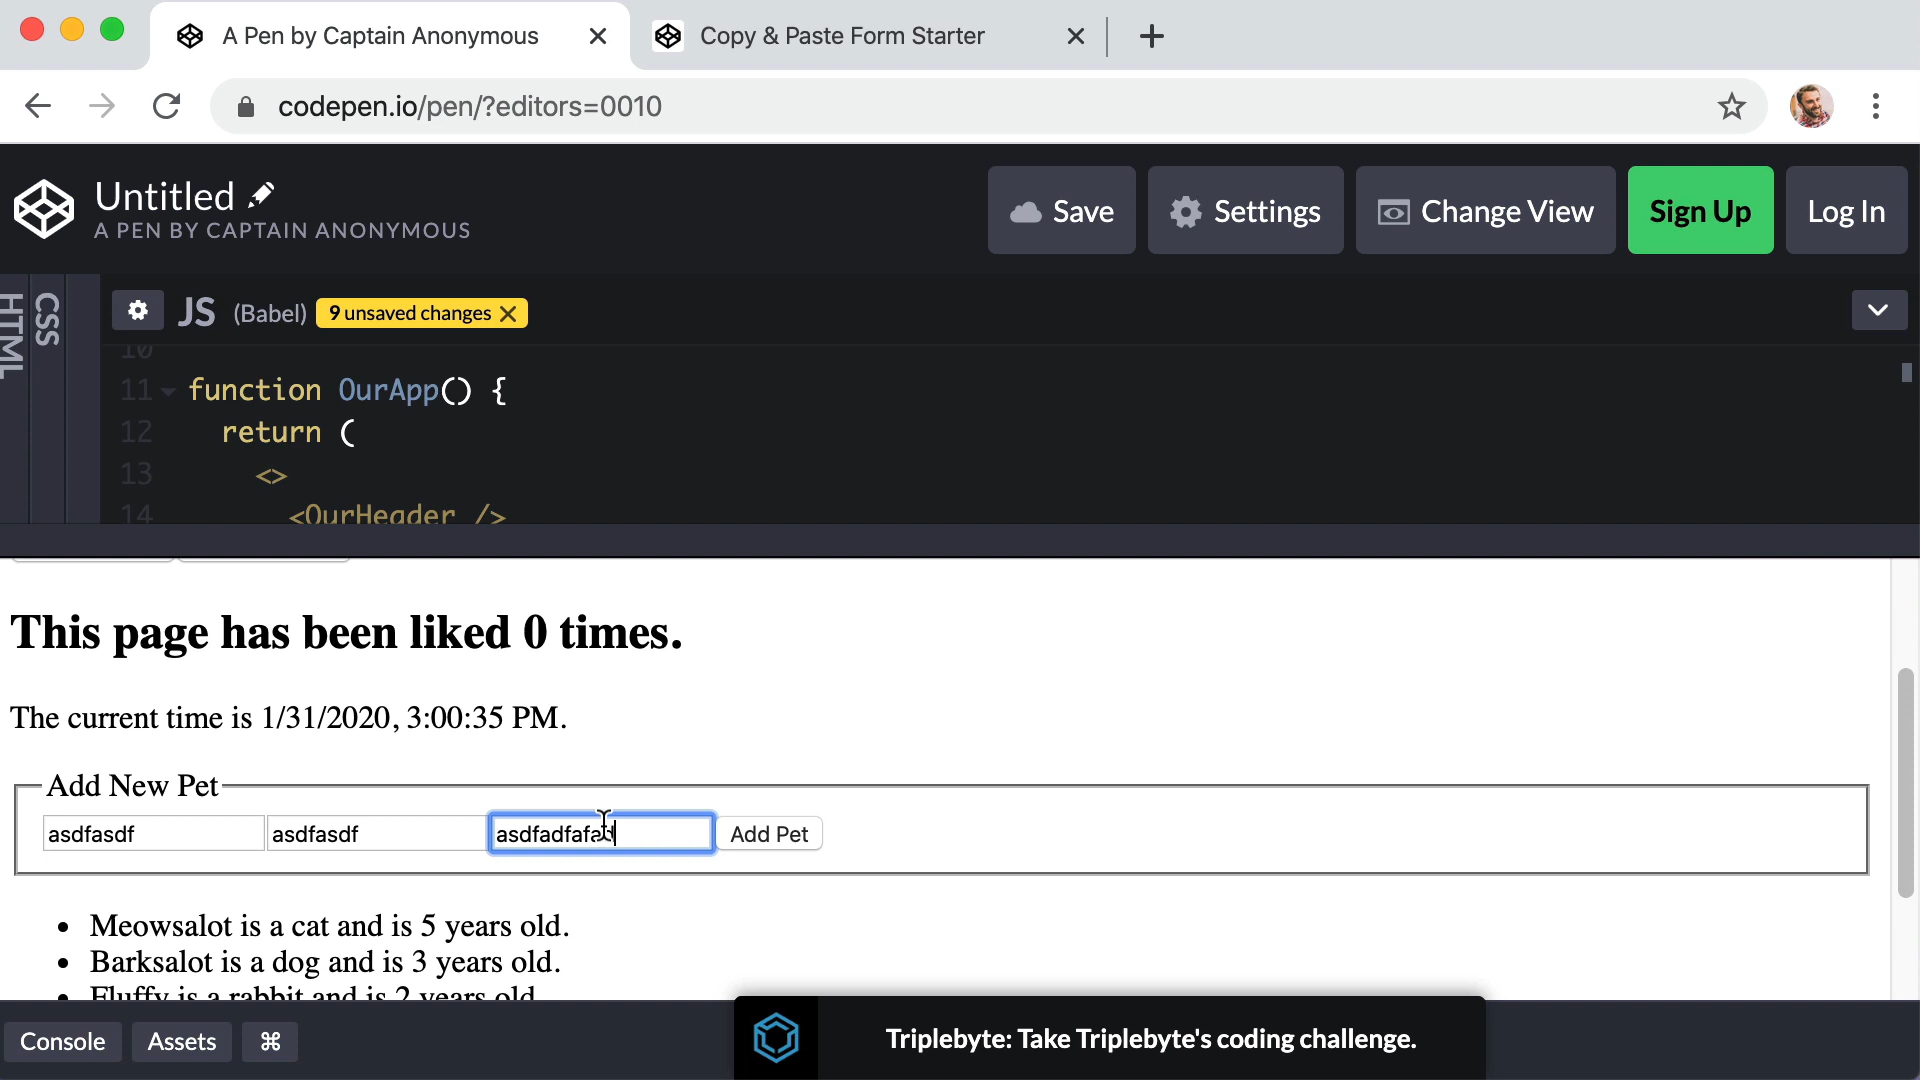 A Pen by Captain Anonymous
Copy & Paste Form Starter
codepen.io/pen/?editors=0010
Untitled
A PEN BY CAPTAIN ANONYMOUS
Save
Settings
Change View
Sign Up
Log In
HTML
CSS
JS (Babel) 9 unsaved changes
10
11 function OurApp() {
12 return (
13 <>
14 <OurHeader />
This page has been liked 0 times.
The current time is 1/31/2020, 3:00:35 PM.
Add New Pet
asdfasdf asdfasdf asdfadfafad Add Pet
• Meowsalot is a cat and is 5 years old.
• Barksalot is a dog and is 3 years old.
• Fluffy is a rabbit and is 2 years old.
Console Assets ⌘
Triplebyte: Take Triplebyte's coding challenge.